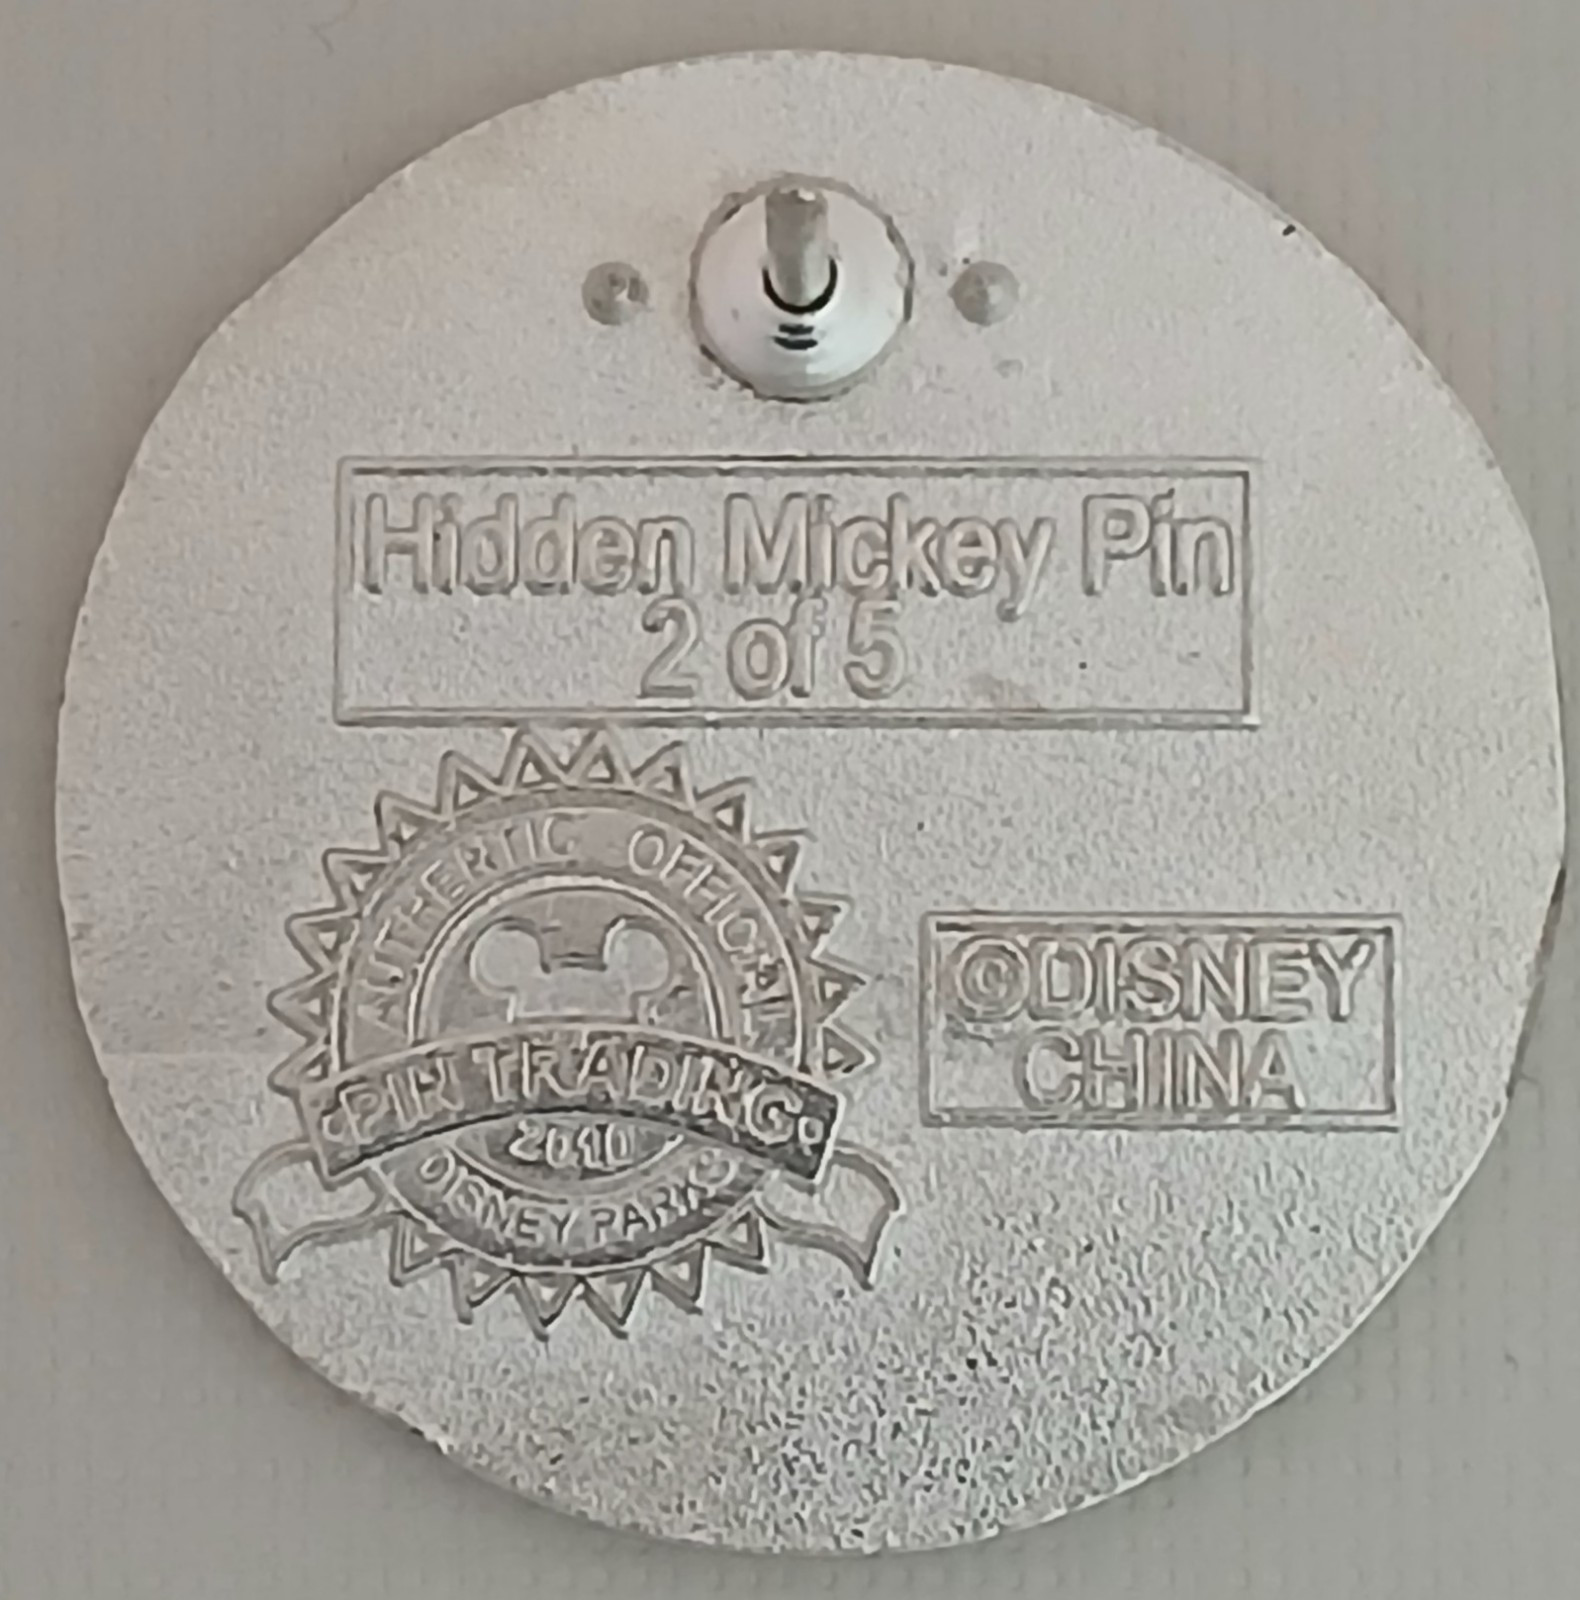 Hidden Mickey Pin
2 of 5
AUTHENTIC OFFICIAL
PIN TRADING
2010
DISNEY PARKS
©DISNEY
CHINA